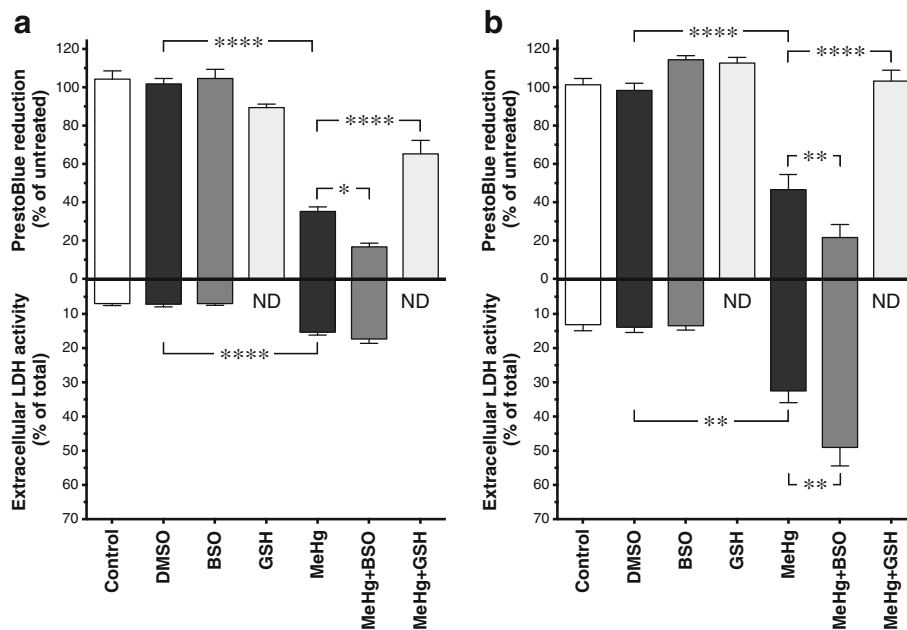 a
120
100
80
60
40
20
0
10
20
30
40
50
60
70
PrestoBlue reduction
(% of untreated)
Extracellular LDH activity
(% of total)
****
****
*
ND
ND
****
Control
DMSO
BSO
GSH
MeHg
MeHg+BSO
MeHg+GSH
b
120
100
80
60
40
20
0
10
20
30
40
50
60
70
PrestoBlue reduction
(% of untreated)
Extracellular LDH activity
(% of total)
****
****
**
ND
ND
**
**
Control
DMSO
BSO
GSH
MeHg
MeHg+BSO
MeHg+GSH